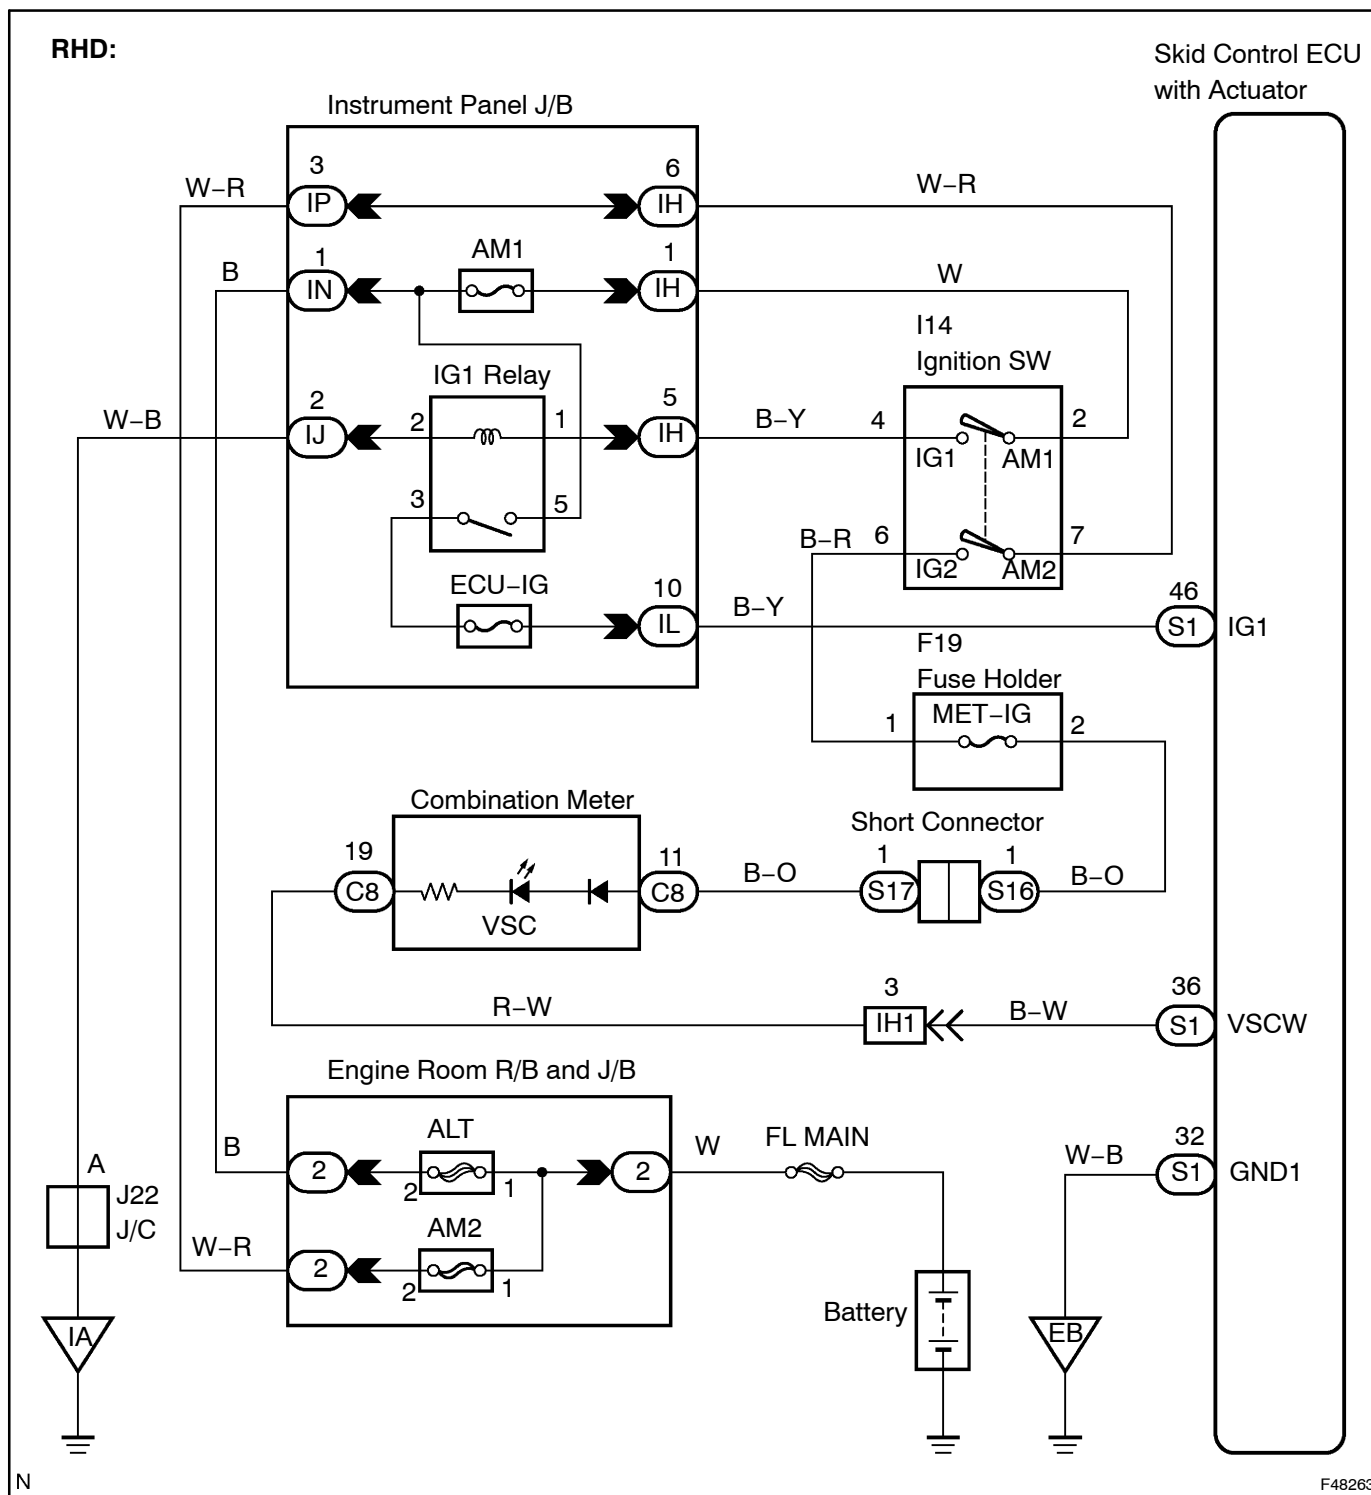 RHD:
Skid Control ECU
with Actuator
Instrument Panel J/B
3
6
W-R
IP
IH
W-R
1
AM1
1
B
IN
IH
W
I14
Ignition SW
IG1 Relay
2
5
W-B
IJ
2
1
IH
B-Y
4
2
IG1
AM1
3
5
B-R
6
7
IG2
AM2
ECU-IG
10
IL
B-Y
46
S1
IG1
F19
Fuse Holder
MET-IG
1
2
Combination Meter
Short Connector
19
11
1
1
C8
C8
B-O
S17
S16
B-O
VSC
3
36
R-W
IH1
B-W
S1
VSCW
Engine Room R/B and J/B
ALT
FL MAIN
32
B
2
2
1
2
W
W-B
S1
GND1
A
J22
J/C
AM2
W-R
2
2
1
Battery
IA
EB
N
F48263